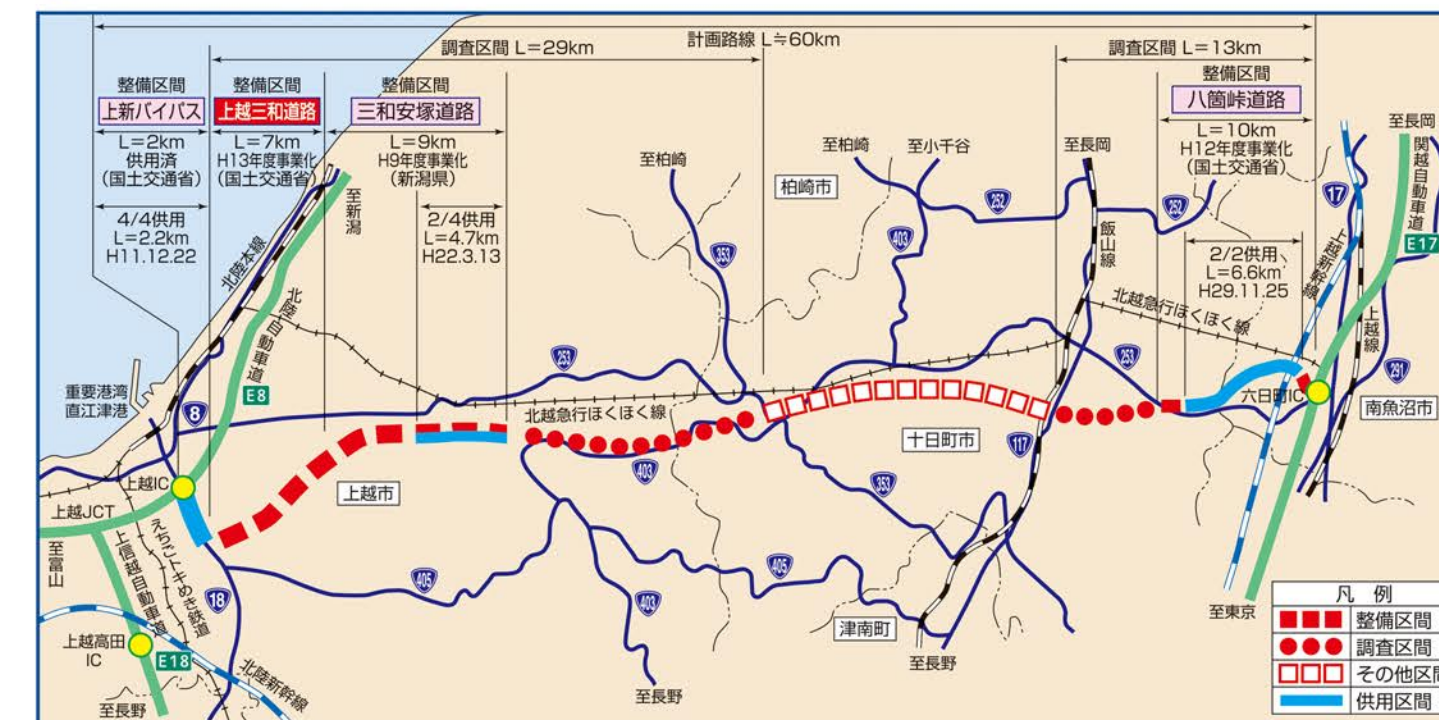 計画路線 L≒60km
調査区間 L=29km
調査区間 L=13km
整備区間
上新バイパス
L=2km
供用済
(国土交通省)
4/4供用
L=2.2km
H11.12.22
整備区間
上越三和道路
L=7km
H13年度事業化
(国土交通省)
整備区間
三和安塚道路
L=9km
H9年度事業化
(新潟県)
2/4供用
L=4.7km
H22.3.13
整備区間
八箇峠道路
L=10km
H12年度事業化
(国土交通省)
2/2供用
L=6.6km
H29.11.25
至新潟
北陸本線
北陸自動車道
E8
8
重要港湾
直江津港
至柏崎
353
柏崎市
至柏崎
至小千谷
403
252
至長岡
飯山線
252
17
至長岡
関越自動車道
E17
上越新幹線
上越線
291
北越急行ほくほく線
253
253
六日町IC
南魚沼市
北越急行ほくほく線
403
十日町市
117
353
上越IC
上越JCT
上越市
至富山
上信越自動車道
えちごトキめき鉄道
18
405
403
405
津南町
至長野
至長野
上越高田
IC
E18
北陸新幹線
至長野
至東京
凡 例
整備区間
調査区間
その他区間
供用区間